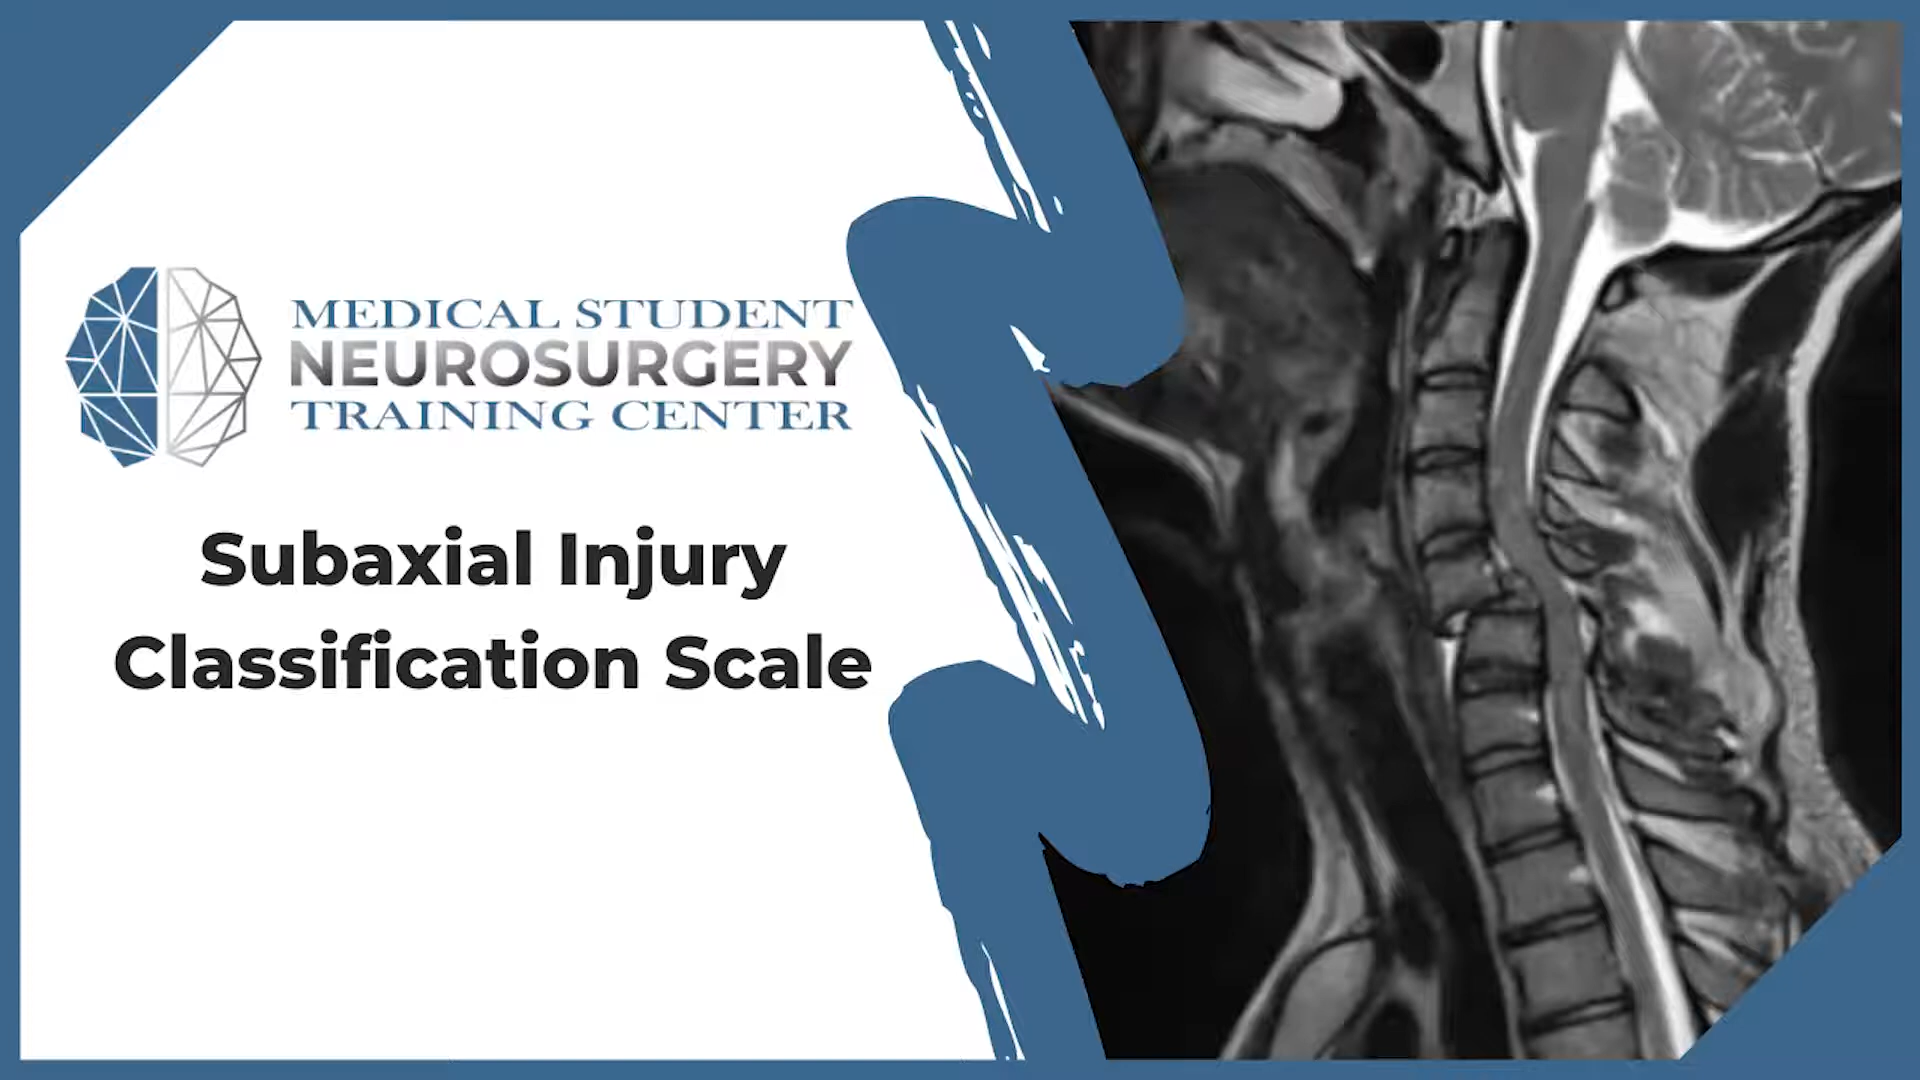 MEDICAL STUDENT
NEUROSURGERY
TRAINING CENTER
Subaxial Injury
Classification Scale